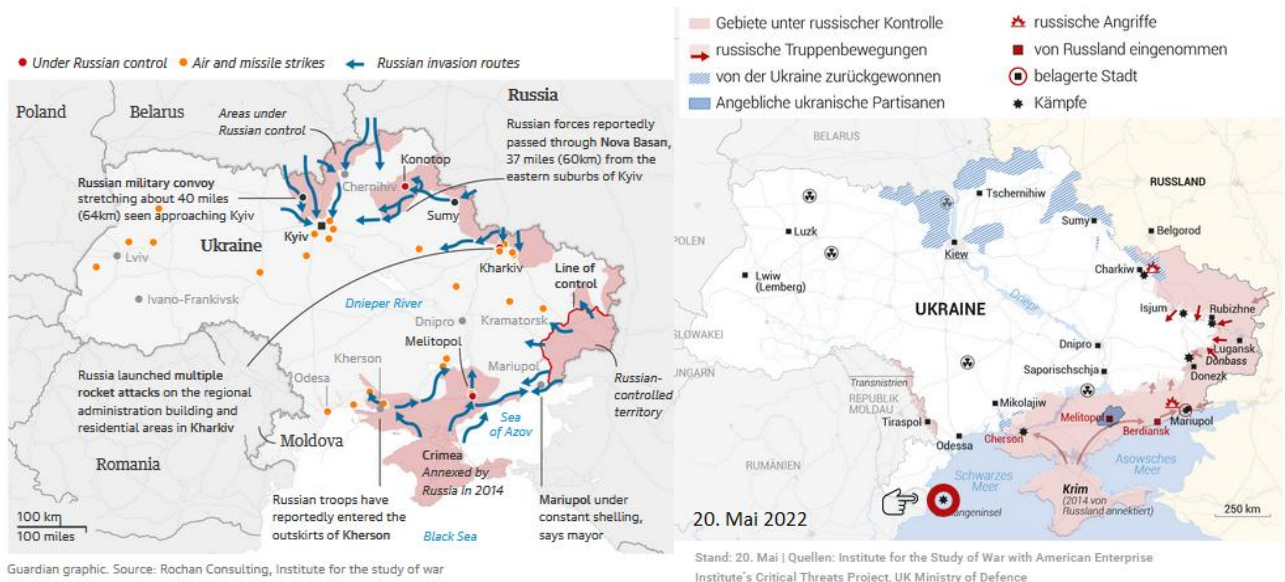 Under Russian control
Air and missile strikes
Russian invasion routes
Poland
Belarus
Areas under
Russian control
Russia
Russian forces reportedly
passed through Nova Basan,
37 miles (60km) from the
eastern suburbs of Kyiv
Konotop
Chernihiv
Russian military convoy
stretching about 40 miles
(64km) seen approaching Kyiv
Sumy
Kyiv
Ukraine
Lviv
Kharkiv
Line of
control
Ivano-Frankivsk
Dnieper River
Dnipro
Kramatorsk
Melitopol
Kherson
Mariupol
Odesa
Russia launched multiple
rocket attacks on the regional
administration building and
residential areas in Kharkiv
Russian-
controlled
territory
Moldova
Sea
of Azov
Romania
Crimea
Annexed by
Russia in 2014
Russian troops have
reportedly entered the
outskirts of Kherson
Mariupol under
constant shelling,
says mayor
Black Sea
100 km
100 miles
Guardian graphic. Source: Rochan Consulting, Institute for the study of war
Gebiete unter russischer Kontrolle
russische Truppenbewegungen
von der Ukraine zurückgewonnen
Angebliche ukranische Partisanen
russische Angriffe
von Russland eingenommen
belagerte Stadt
Kämpfe
BELARUS
RUSSLAND
Tschernihiw
POLEN
Luzk
Sumy
Belgorod
Kiew
Charkiw
Lwiw
(Lemberg)
UKRAINE
Dnipro
Isjum
Rubizhne
SLOWAKEI
Lugansk
Donbass
Dnipro
Donezk
UNGARN
Saporischschja
Transnistrien
REPUBLIK
MOLDAU
Mikolajiw
Melitopol
Mariupol
Tiraspol
Cherson
Berdiansk
Odessa
RUMÄNIEN
Schwarzes
Meer
Asowsches
Meer
Krim
(2014 von
Russland annektiert)
20. Mai 2022
250 km
Stand: 20. Mai | Quellen: Institute for the Study of War with American Enterprise
Institute's Critical Threats Project, UK Ministry of Defence